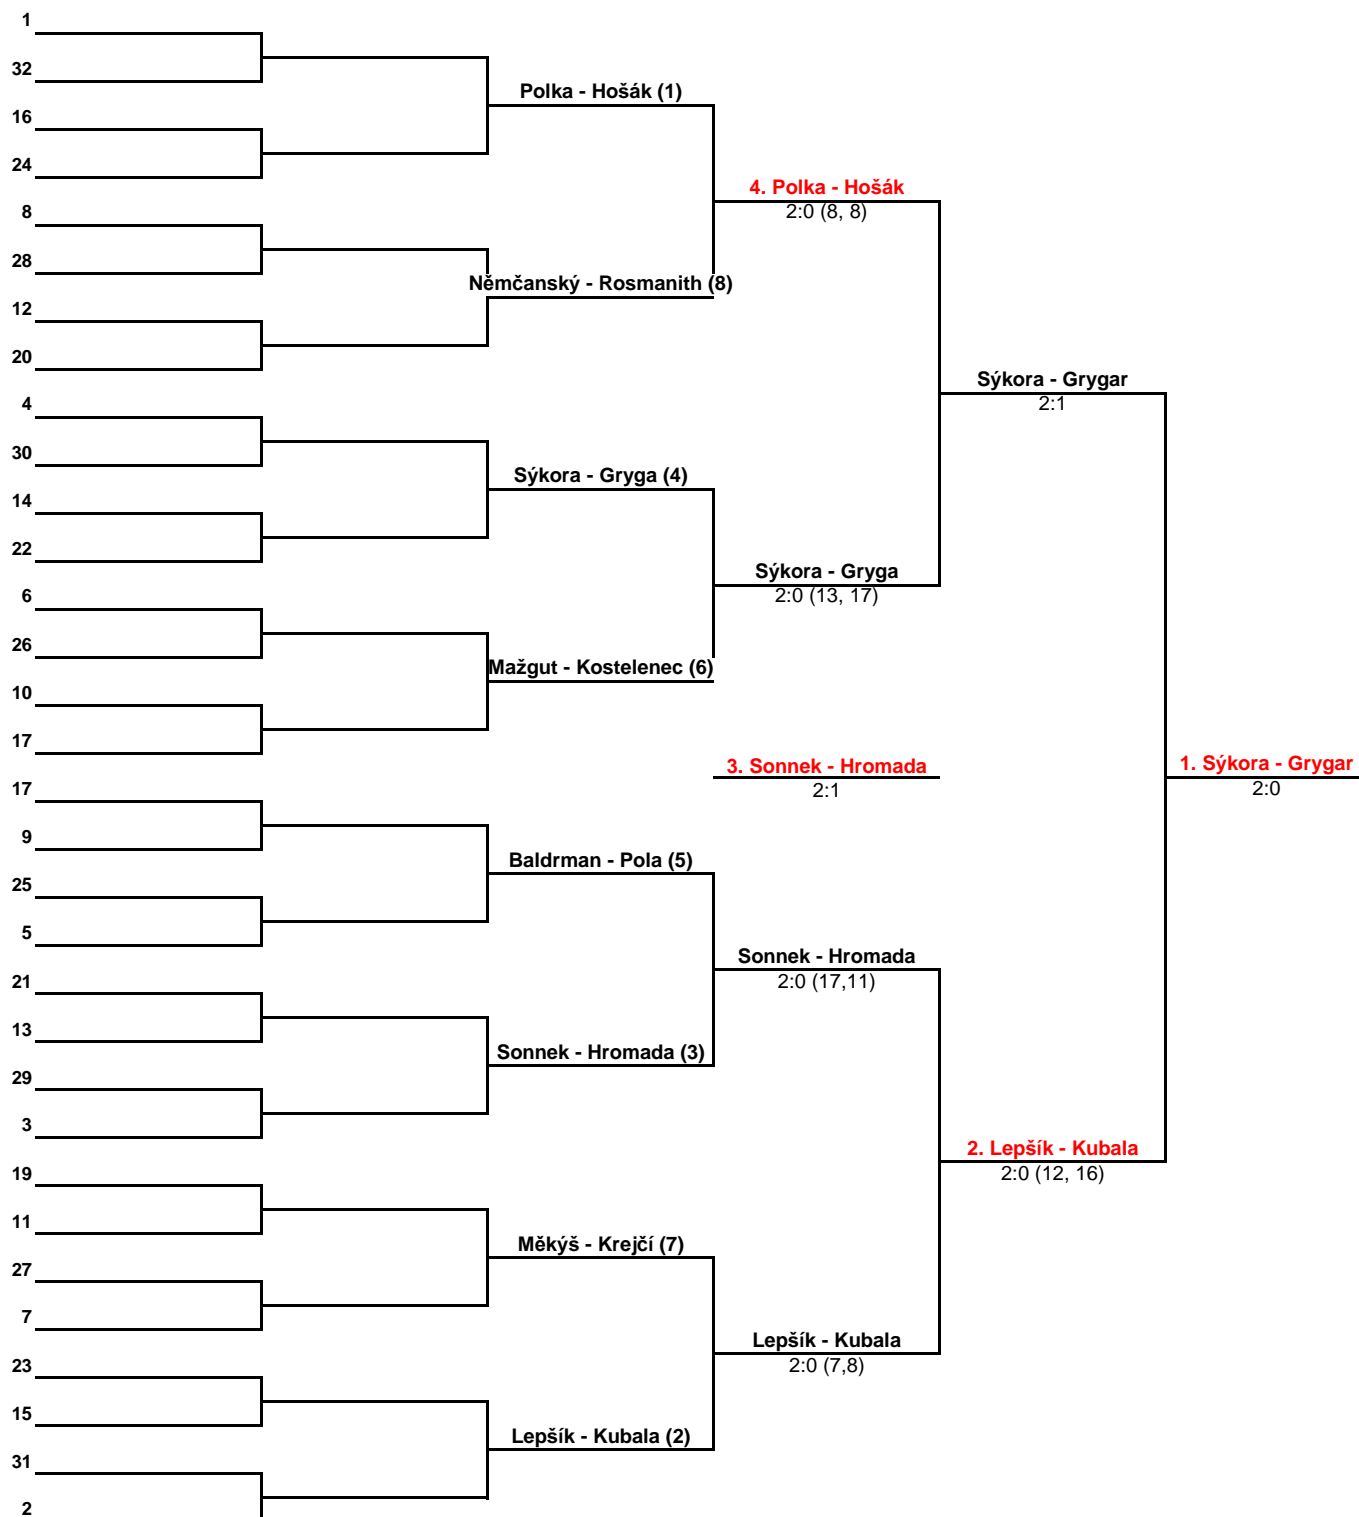 1
32
Polka - Hošák (1)
16
24
4. Polka - Hošák
2:0 (8, 8)
8
28
Němčanský - Rosmanith (8)
12
20
Sýkora - Grygar
2:1
4
30
Sýkora - Gryga (4)
14
22
Sýkora - Gryga
2:0 (13, 17)
6
26
Mažgut - Kostelenec (6)
10
17
3. Sonnek - Hromada
2:1
1. Sýkora - Grygar
2:0
17
9
Baldrman - Pola (5)
25
5
Sonnek - Hromada
2:0 (17,11)
21
13
Sonnek - Hromada (3)
29
3
2. Lepšík - Kubala
2:0 (12, 16)
19
11
Měkýš - Krejčí (7)
27
7
Lepšík - Kubala
2:0 (7,8)
23
15
Lepšík - Kubala (2)
31
2